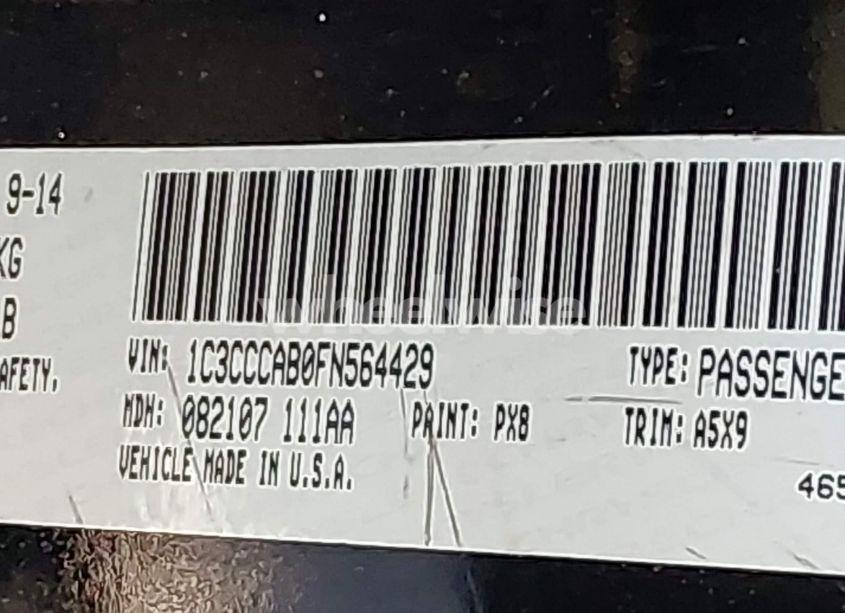 9-14
KG
B
AFETY.
VIN: 1C3CCCAB0FN564429 TYPE: PASSENGE
MDH: 082107 111AA PAINT: PX8 TRIM: A5X9
VEHICLE MADE IN U.S.A.
465
wheelwise